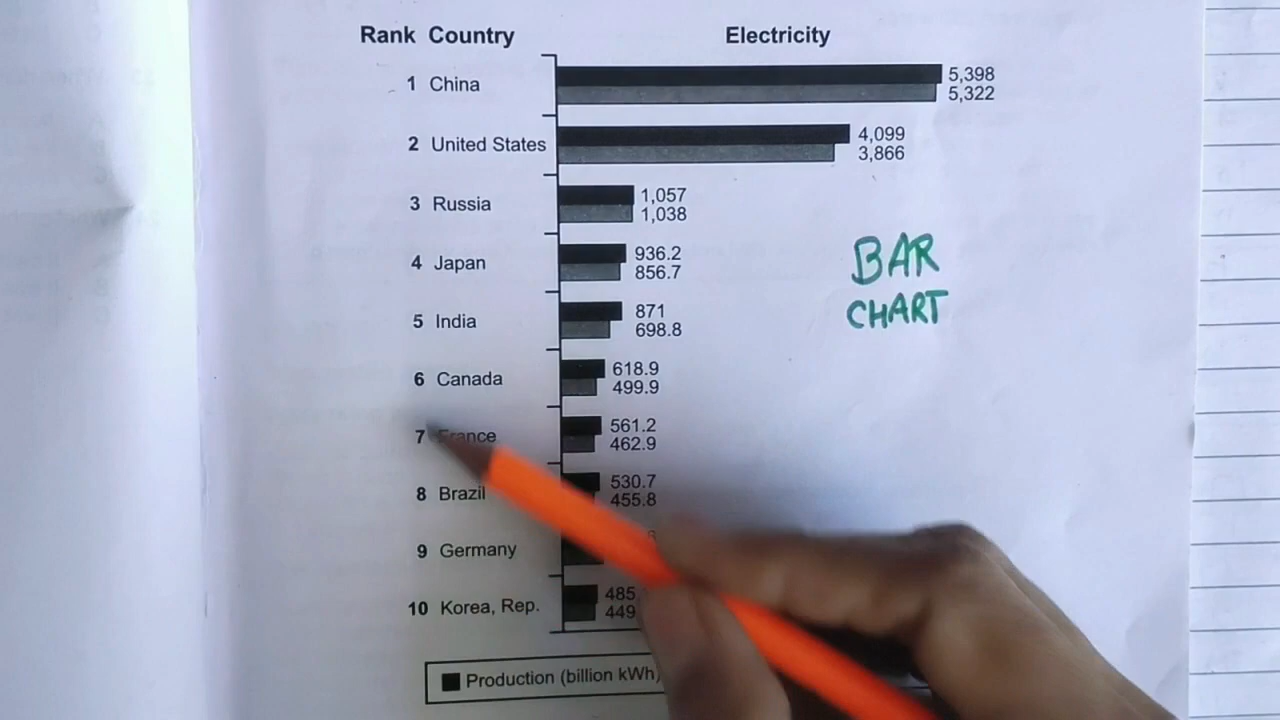 Rank Country Electricity
1 China 5,398
5,322
2 United States 4,099
3,866
3 Russia 1,057
1,038
4 Japan 936.2
856.7
BAR
CHART
5 India 871
698.8
6 Canada 618.9
499.9
7 France 561.2
462.9
8 Brazil 530.7
455.8
9 Germany
10 Korea, Rep. 485
449
Production (billion kWh)